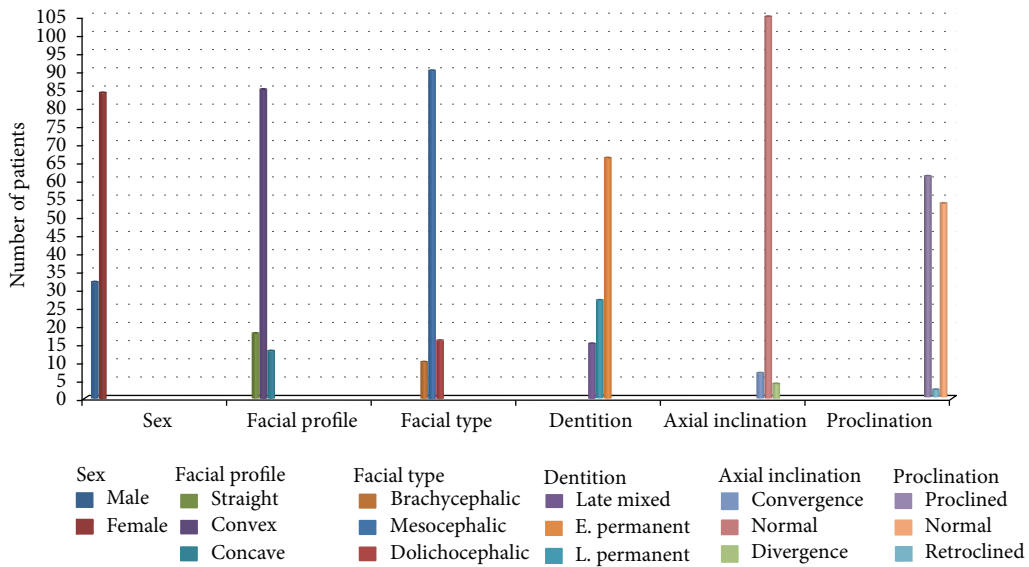 Number of patients
105
100
95
90
85
80
75
70
65
60
55
50
45
40
35
30
25
20
15
10
5
0
Sex
Facial profile
Facial type
Dentition
Axial inclination
Proclination
Sex
Male
Female
Facial profile
Straight
Convex
Concave
Facial type
Brachycephalic
Mesocephalic
Dolichocephalic
Dentition
Late mixed
E. permanent
L. permanent
Axial inclination
Convergence
Normal
Divergence
Proclination
Proclined
Normal
Retroclined